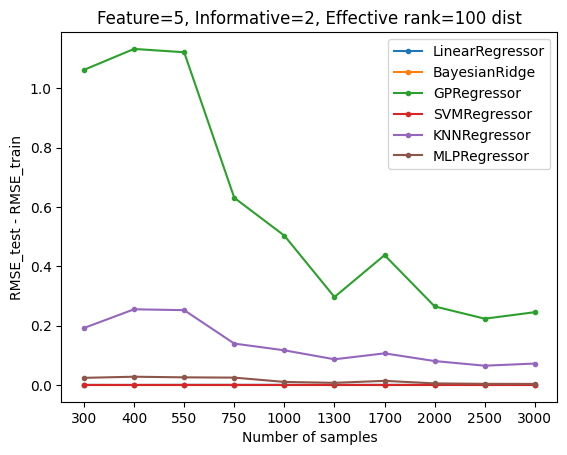 Feature=5, Informative=2, Effective rank=100 dist
LinearRegressor
BayesianRidge
GPRegressor
SVMRegressor
KNNRegressor
MLPRegressor
RMSE_test - RMSE_train
1.0
0.8
0.6
0.4
0.2
0.0
300 400 550 750 1000 1300 1700 2000 2500 3000
Number of samples